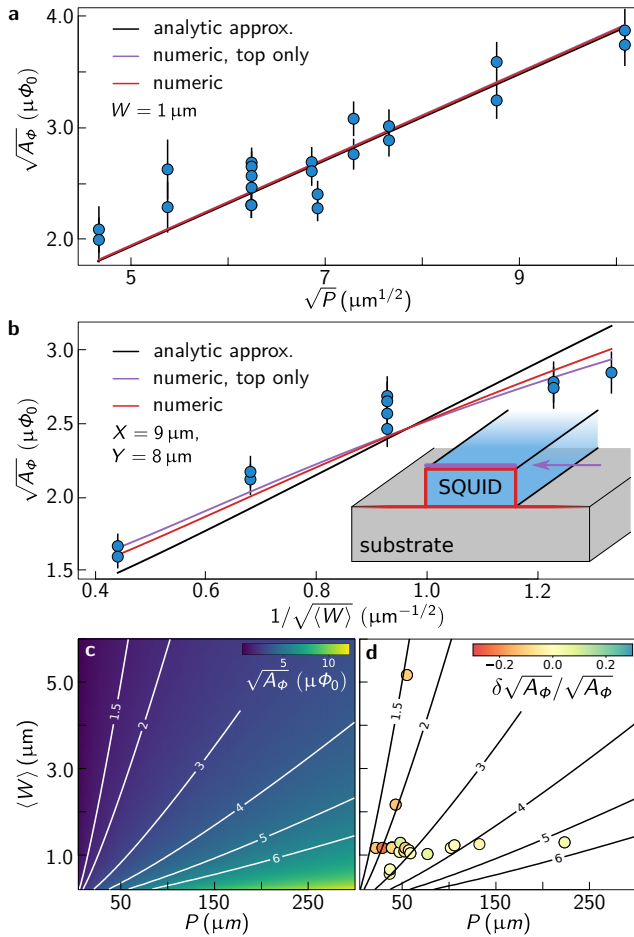 a
4.0
3.0
2.0
√A_Φ (μΦ₀)
analytic approx.
numeric, top only
numeric
W = 1 μm
5
7
9
√P (μm^{1/2})
b
3.0
2.5
2.0
1.5
√A_Φ (μΦ₀)
analytic approx.
numeric, top only
numeric
X = 9 μm,
Y = 8 μm
SQUID
substrate
0.4
0.6
0.8
1.0
1.2
1/√⟨W⟩ (μm^{−1/2})
c
5
10
√A_Φ (μΦ₀)
5.0
3.0
1.0
⟨W⟩ (μm)
1.5
2
3
4
5
6
50
150
250
P (μm)
d
−0.2
0.0
0.2
δ√A_Φ/√A_Φ
1.5
2
3
4
5
6
50
150
250
P (μm)